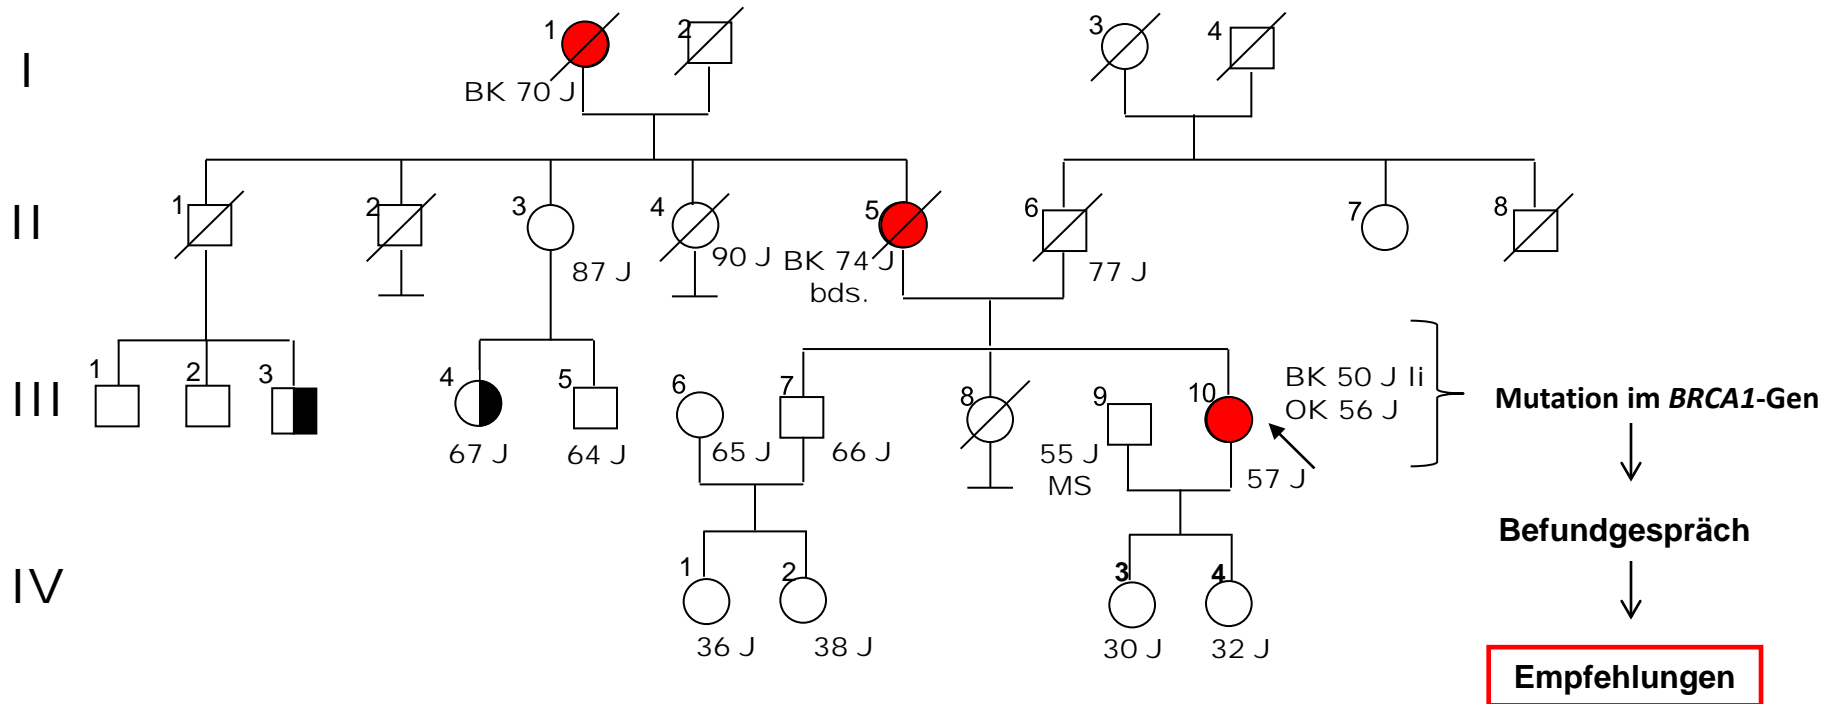 I
1
2
3
4
BK 70 J
II
1
2
3
4
5
6
7
8
87 J
90 J
BK 74 J
bds.
77 J
III
1
2
3
4
5
6
7
8
9
10
BK 50 J li
OK 56 J
Mutation im BRCA1-Gen
67 J
64 J
65 J
66 J
55 J
MS
57 J
Befundgespräch
IV
1
2
3
4
36 J
38 J
30 J
32 J
Empfehlungen